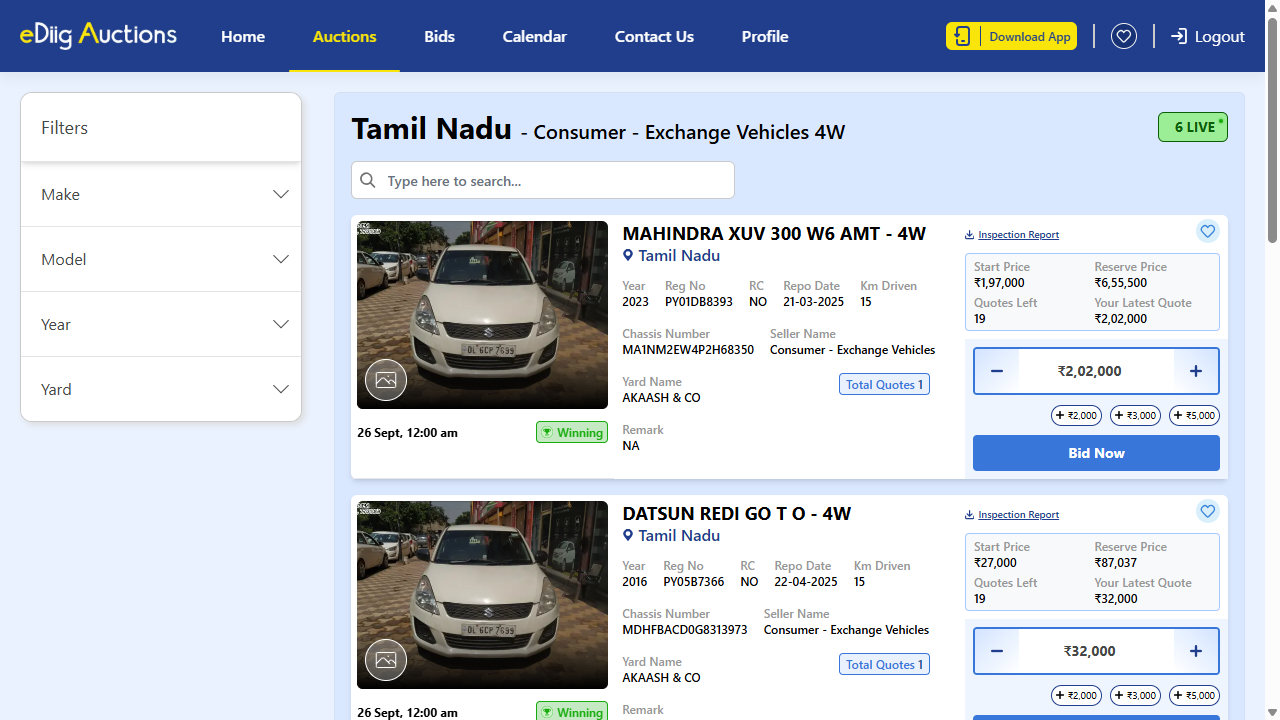 eDiig Auctions
Home
Auctions
Bids
Calendar
Contact Us
Profile
Download App
Logout
Filters
Make
Model
Year
Yard
Tamil Nadu - Consumer - Exchange Vehicles 4W
6 LIVE
Type here to search...
MAHINDRA XUV 300 W6 AMT - 4W
Tamil Nadu
Year Reg No RC Repo Date Km Driven
2023 PY01DB8393 NO 21-03-2025 15
Chassis Number Seller Name
MA1NM2EW4P2H68350 Consumer - Exchange Vehicles
Yard Name
AKAASH & CO
Total Quotes 1
Remark
NA
DL 6CP 7699
26 Sept, 12:00 am
Winning
Inspection Report
Start Price Reserve Price
₹1,97,000 ₹6,55,500
Quotes Left Your Latest Quote
19 ₹2,02,000
− ₹2,02,000 +
+ ₹2,000 + ₹3,000 + ₹5,000
Bid Now
DATSUN REDI GO T O - 4W
Tamil Nadu
Year Reg No RC Repo Date Km Driven
2016 PY05B7366 NO 22-04-2025 15
Chassis Number Seller Name
MDHFBACD0G8313973 Consumer - Exchange Vehicles
Yard Name
AKAASH & CO
Total Quotes 1
Remark
DL 6CP 7699
26 Sept, 12:00 am
Winning
Inspection Report
Start Price Reserve Price
₹27,000 ₹87,037
Quotes Left Your Latest Quote
19 ₹32,000
− ₹32,000 +
+ ₹2,000 + ₹3,000 + ₹5,000